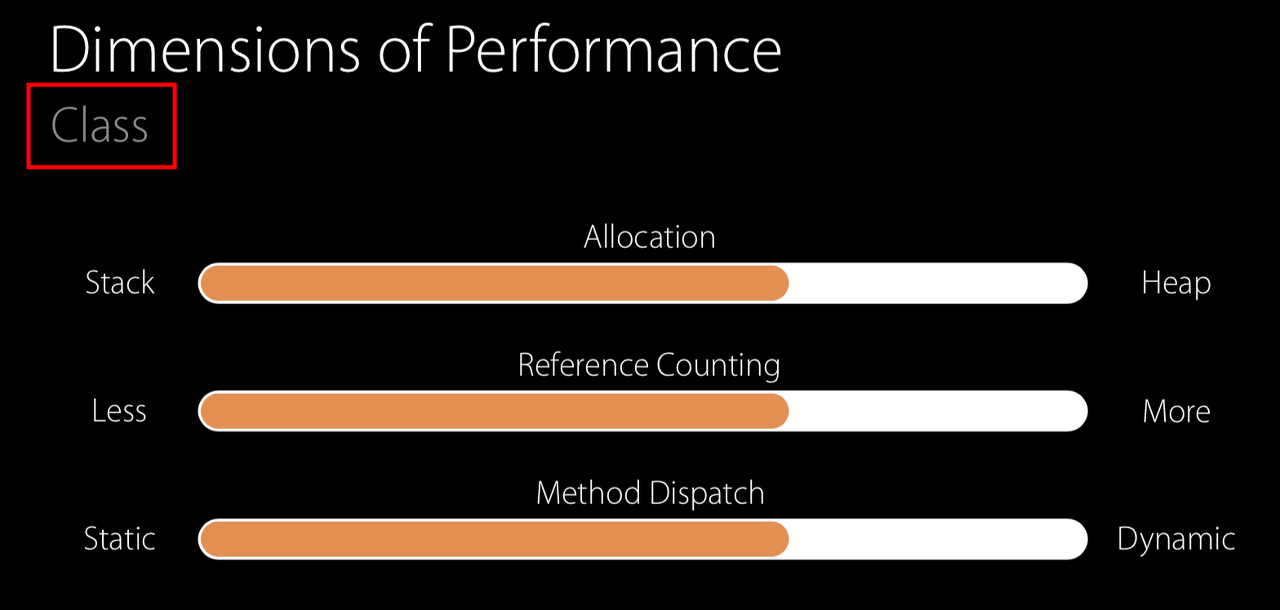 Dimensions of Performance
Class
Allocation
Stack
Heap
Reference Counting
Less
More
Method Dispatch
Static
Dynamic